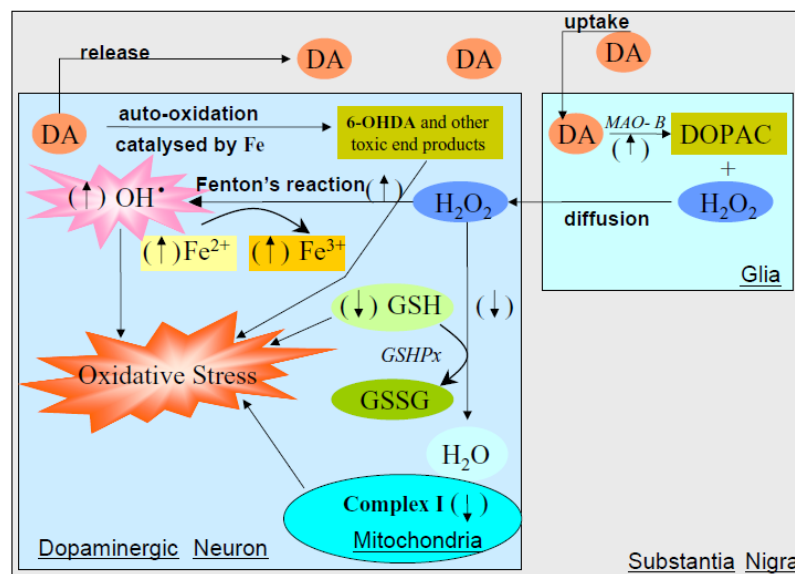 uptake
release
DA
DA
DA
DA
auto-oxidation
catalysed by Fe
6-OHDA and other
toxic end products
DA
MAO- B
(↑)
DOPAC
+
(↑) OH•
Fenton's reaction (↑)
H₂O₂
diffusion
H₂O₂
(↑)Fe²⁺
(↑) Fe³⁺
Glia
(↓) GSH
(↓)
GSHPx
Oxidative Stress
GSSG
H₂O
Complex I (↓)
Mitochondria
Dopaminergic Neuron
Substantia Nigra